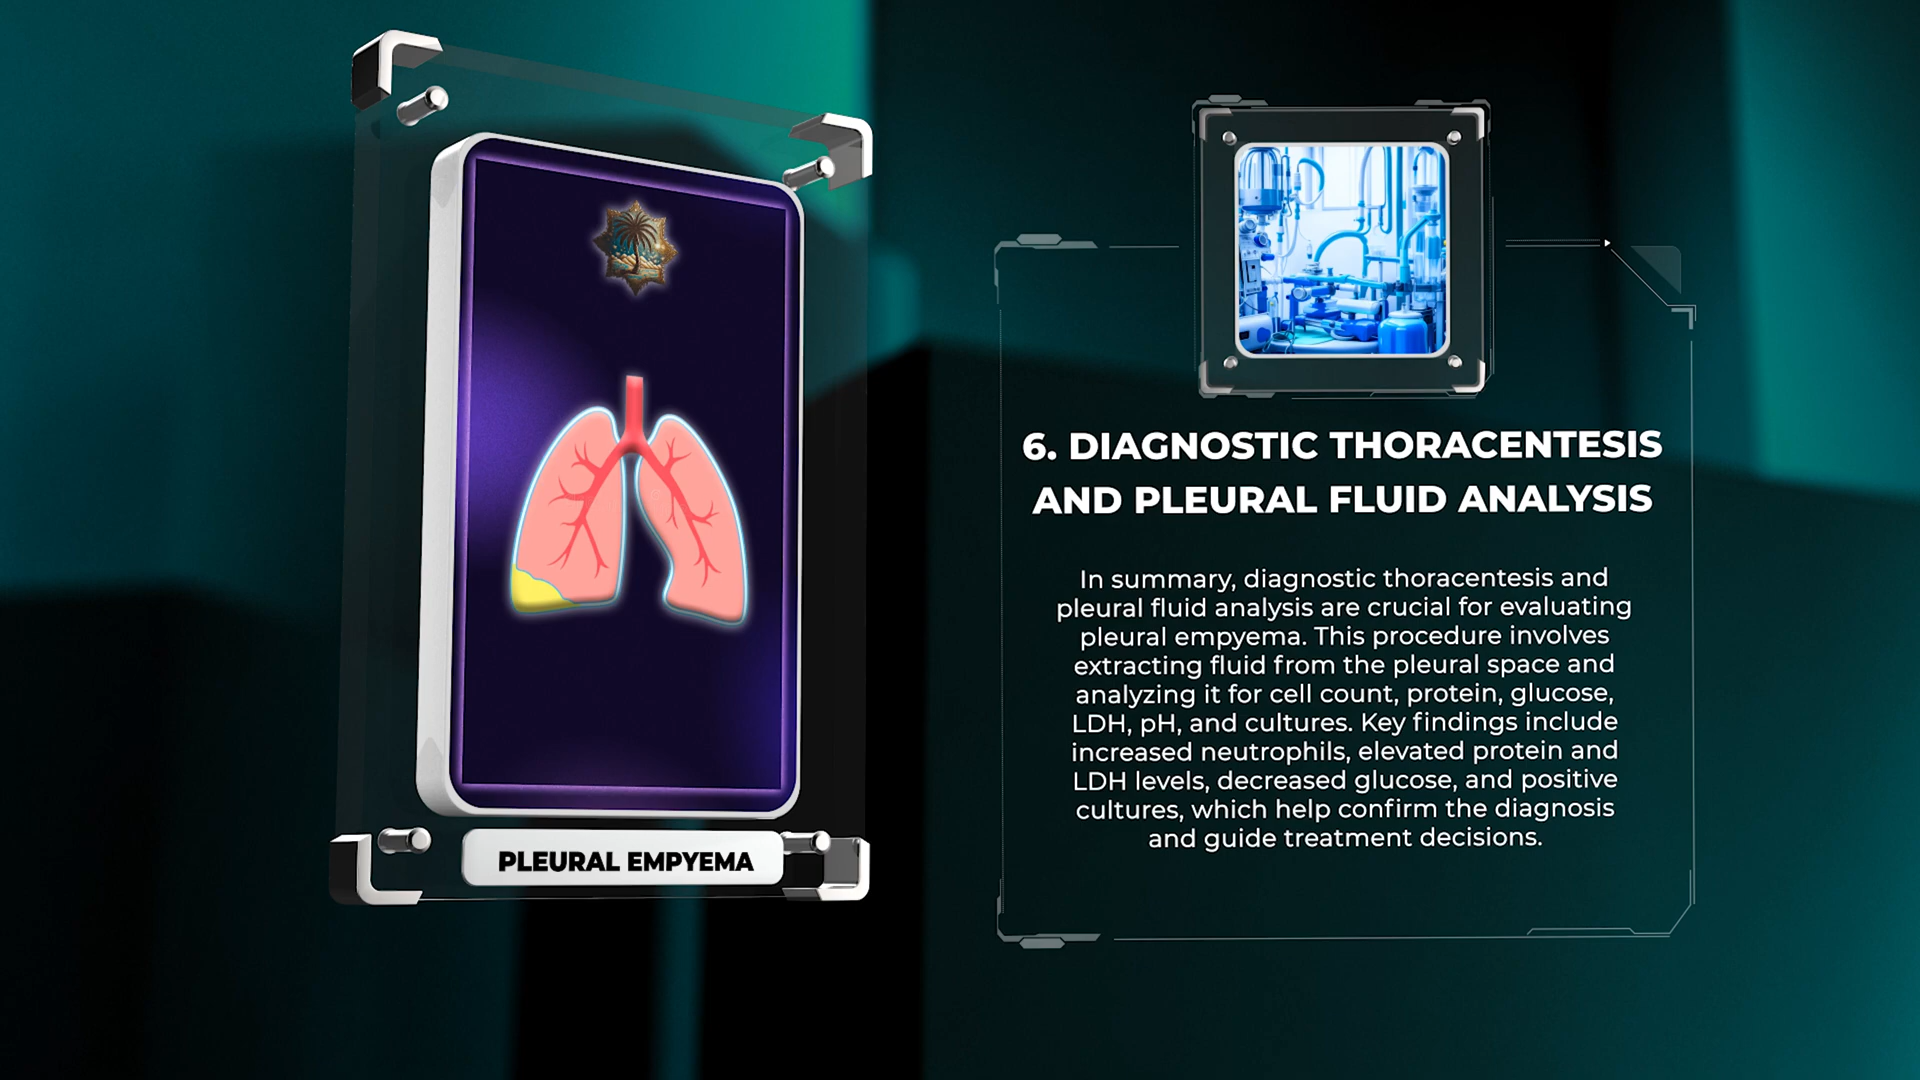 6. DIAGNOSTIC THORACENTESIS
AND PLEURAL FLUID ANALYSIS
In summary, diagnostic thoracentesis and
pleural fluid analysis are crucial for evaluating
pleural empyema. This procedure involves
extracting fluid from the pleural space and
analyzing it for cell count, protein, glucose,
LDH, pH, and cultures. Key findings include
increased neutrophils, elevated protein and
LDH levels, decreased glucose, and positive
cultures, which help confirm the diagnosis
and guide treatment decisions.
PLEURAL EMPYEMA